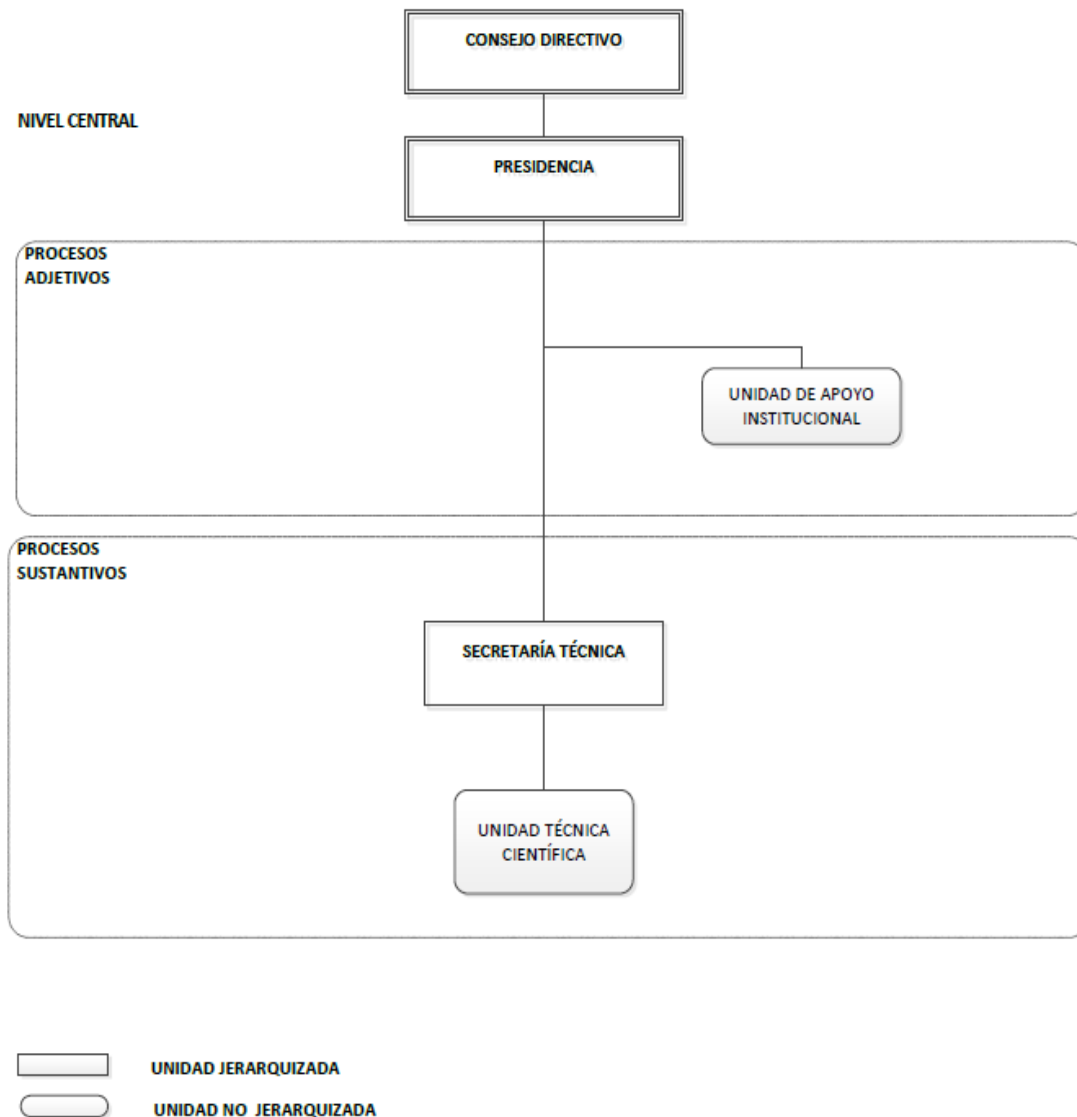 CONSEJO DIRECTIVO
NIVEL CENTRAL
PRESIDENCIA
PROCESOS
ADJETIVOS
UNIDAD DE APOYO
INSTITUCIONAL
PROCESOS
SUSTANTIVOS
SECRETARÍA TÉCNICA
UNIDAD TÉCNICA
CIENTÍFICA
UNIDAD JERARQUIZADA
UNIDAD NO JERARQUIZADA